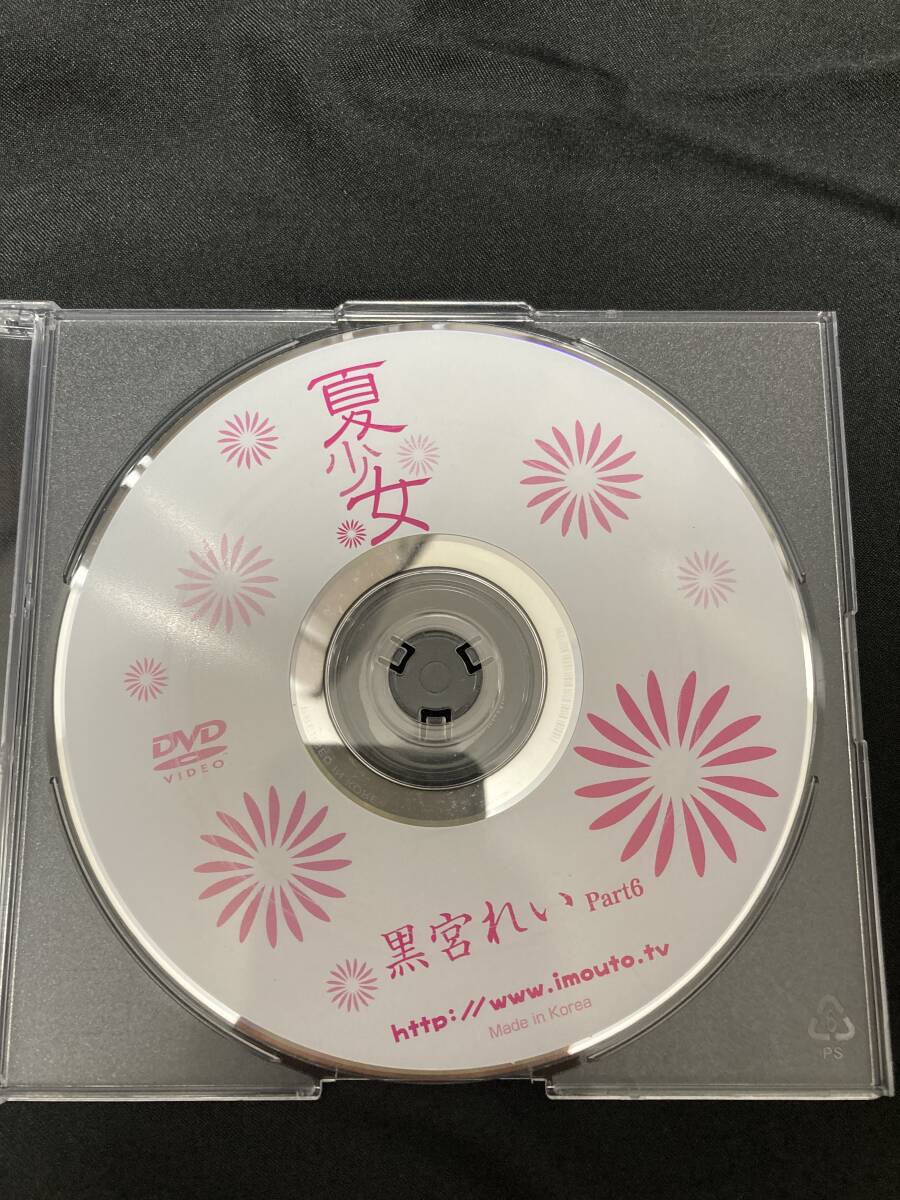 夏少女
DVD
VIDEO
黒宮れい Part6
http://www.imouto.tv
Made in Korea
PS